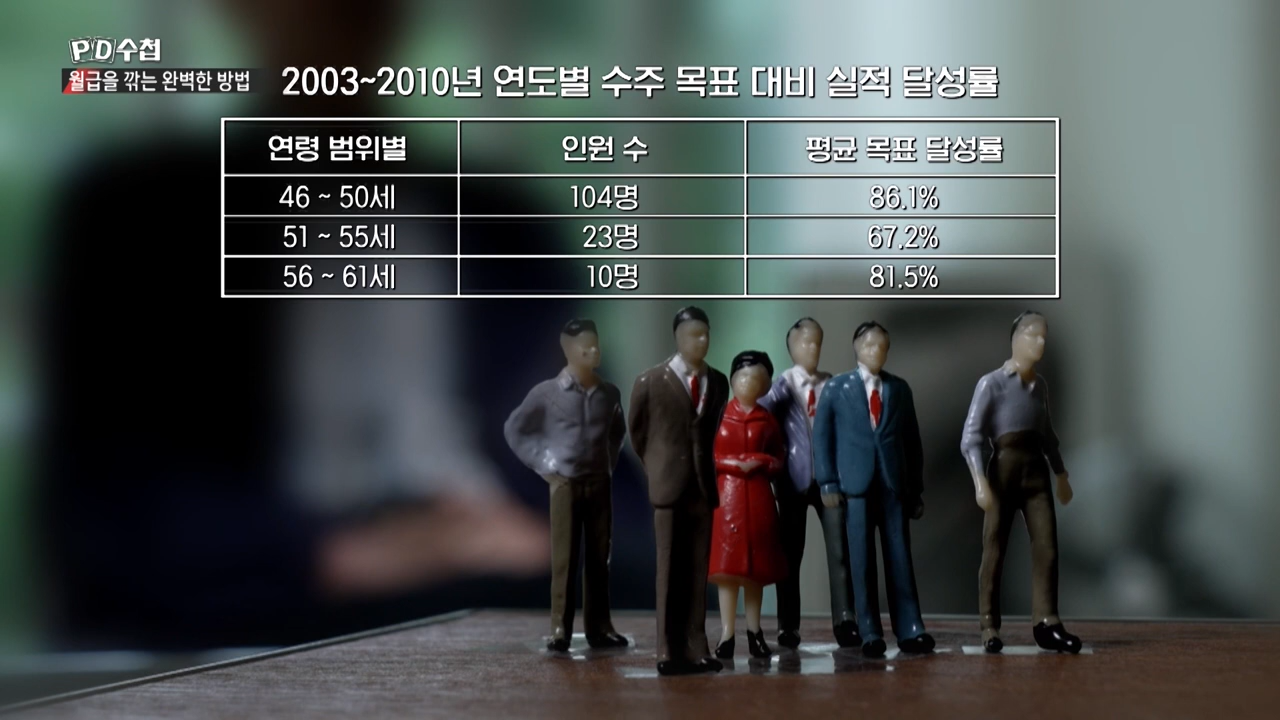 PD수첩
월급을 깎는 완벽한 방법
2003~2010년 연도별 수주 목표 대비 실적 달성률
연령 범위별 인원 수 평균 목표 달성률
46 ~ 50세 104명 86.1%
51 ~ 55세 23명 67.2%
56 ~ 61세 10명 81.5%